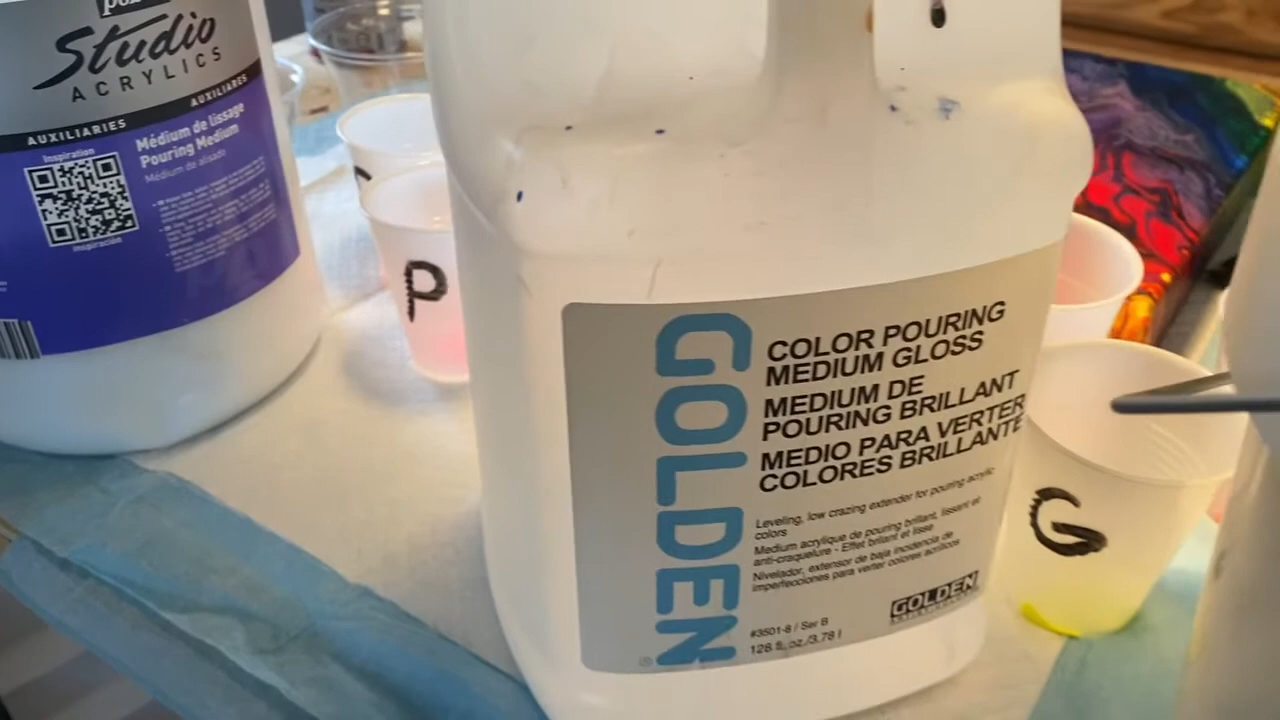 Studio
ACRYLICS
AUXILIARIES
AUXILIARES
Inspiration
Médium de lissage
Pouring Medium
Médium de alisado
Inspiración
P
GOLDEN
COLOR POURING
MEDIUM GLOSS
MEDIUM DE
POURING BRILLANT
MEDIO PARA VERTER
COLORES BRILLANTE
Leveling, low crazing extender for pouring acrylic
colors
Medium acrylique de pouring brillant, lissant et
anti-craquelure - Effet brillant et lisse
Nivelador, extensor de baja incidencia de
imperfecciones para verter colores acrílicos
GOLDEN
#3501-8 / Ser B
128 fl. oz./3.78 l
G